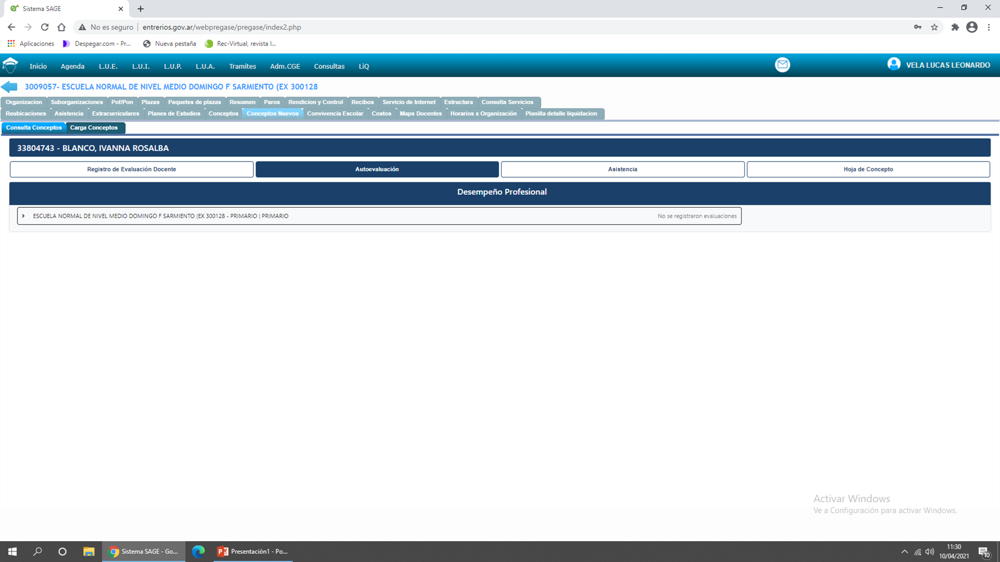 Sistema SAGE
No es seguro entrerios.gov.ar/webpregase/pregase/index2.php
Aplicaciones Despegar.com - Pr... Nueva pestaña Rec-Virtual, revista l...
Inicio Agenda L.U.E. L.U.I. L.U.P. L.U.A. Tramites Adm.CGE Consultas LiQ VELA LUCAS LEONARDO
3009057- ESCUELA NORMAL DE NIVEL MEDIO DOMINGO F SARMIENTO (EX 300128
Organizacion Suborganizaciones Pof/Pon Plazas Paquetes de plazas Resumen Paros Rendicion y Control Recibos Servicio de Internet Estructura Consulta Servicios
Reubicaciones Asistencia Extracurriculares Planes de Estudios Conceptos Conceptos Nuevos Convivencia Escolar Costos Maps Docentes Horarios x Organización Planilla detalle liquidacion
Consulta Conceptos Carga Conceptos
33804743 - BLANCO, IVANNA ROSALBA
Registro de Evaluación Docente Autoevaluación Asistencia Hoja de Concepto
Desempeño Profesional
ESCUELA NORMAL DE NIVEL MEDIO DOMINGO F SARMIENTO (EX 300128 - PRIMARIO | PRIMARIO No se registraron evaluaciones
Activar Windows
Ve a Configuración para activar Windows.
Sistema SAGE - Go... Presentación1 - Po...
11:30
10/04/2021
10